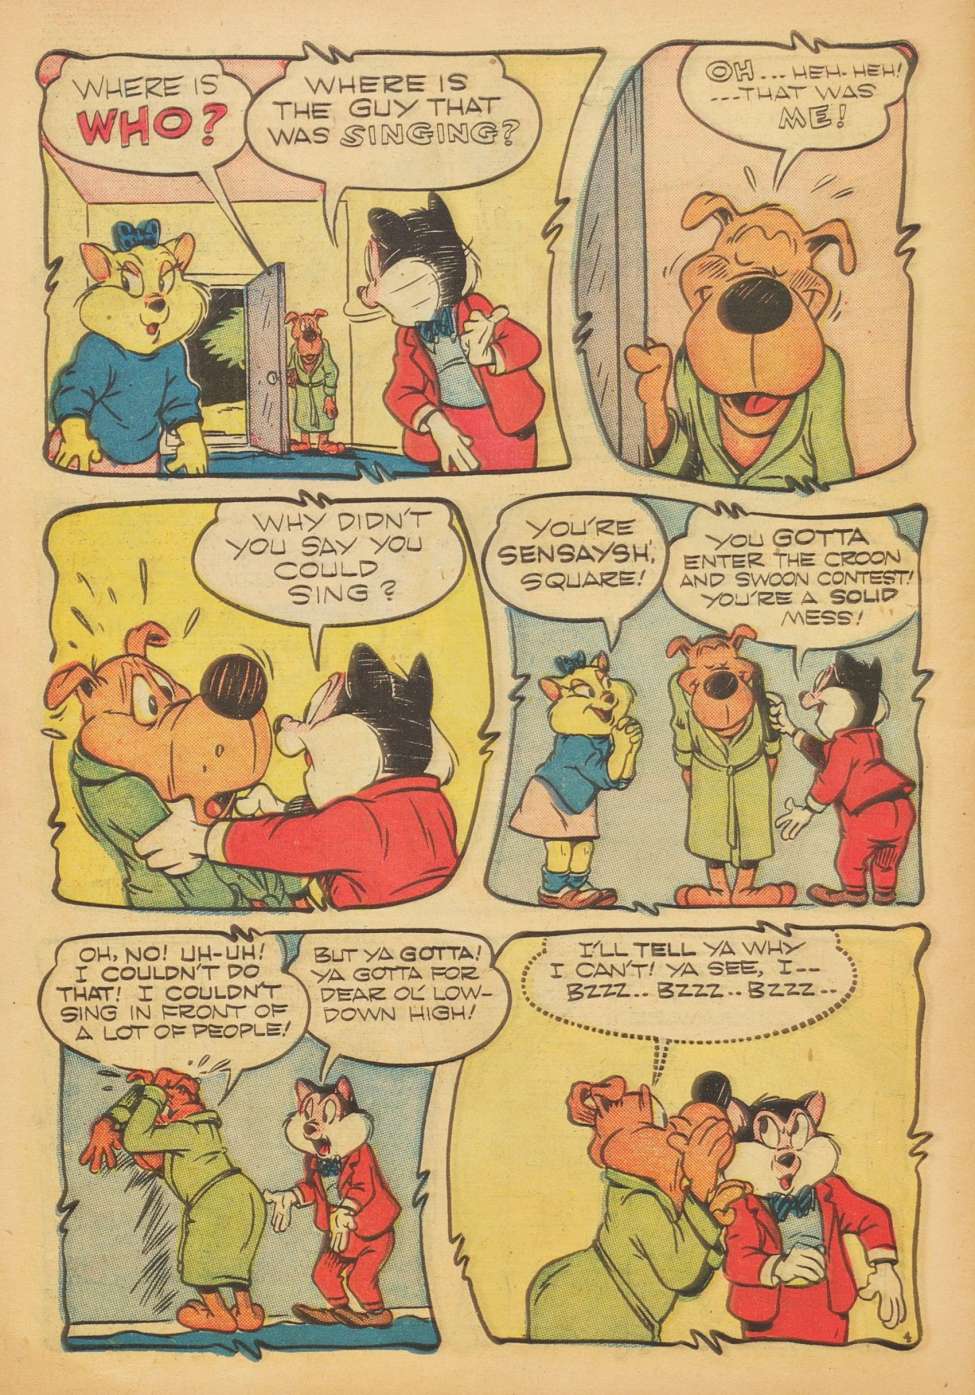 WHERE IS
WHO?
WHERE IS
THE GUY THAT
WAS SINGING?
OH... HEH-HEH!
...THAT WAS
ME!
WHY DIDN'T
YOU SAY YOU
COULD
SING?
YOU'RE
SENSAYSH',
SQUARE!
YOU GOTTA
ENTER THE CROON
AND SWOON CONTEST!
YOU'RE A SOLID
MESS!
OH, NO! UH-UH!
I COULDN'T DO
THAT! I COULDN'T
SING IN FRONT OF
A LOT OF PEOPLE!
BUT YA GOTTA!
YA GOTTA FOR
DEAR OL' LOW-
DOWN HIGH!
I'LL TELL YA WHY
I CAN'T! YA SEE, I--
BZZZ.. BZZZ.. BZZZ--
4